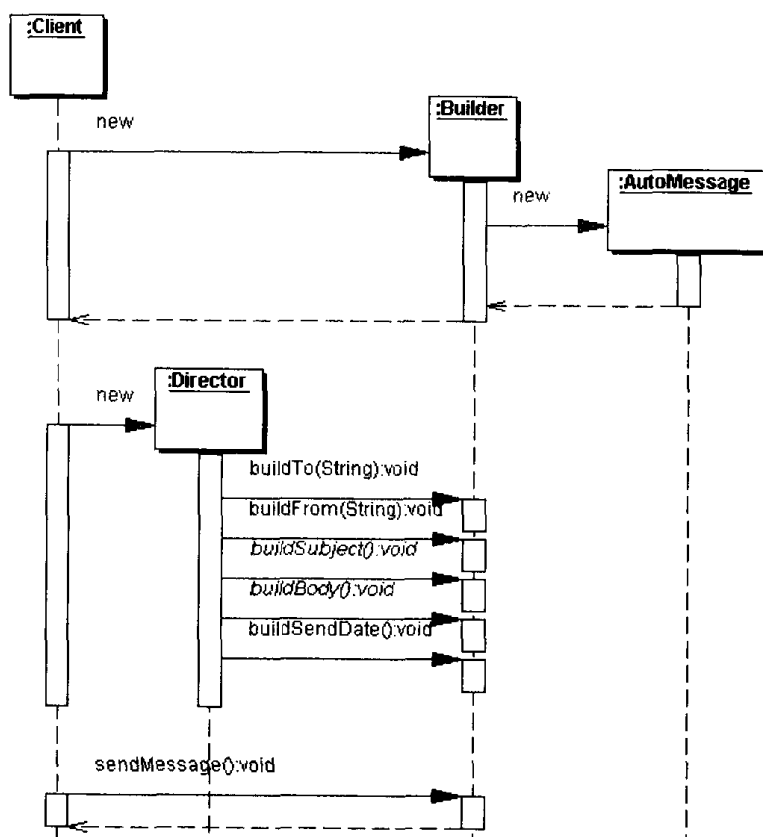 :Client
new
:Builder
new
:AutoMessage
new
:Director
buildTo(String):void
buildFrom(String):void
buildSubject():void
buildBody():void
buildSendDate():void
sendMessage():void